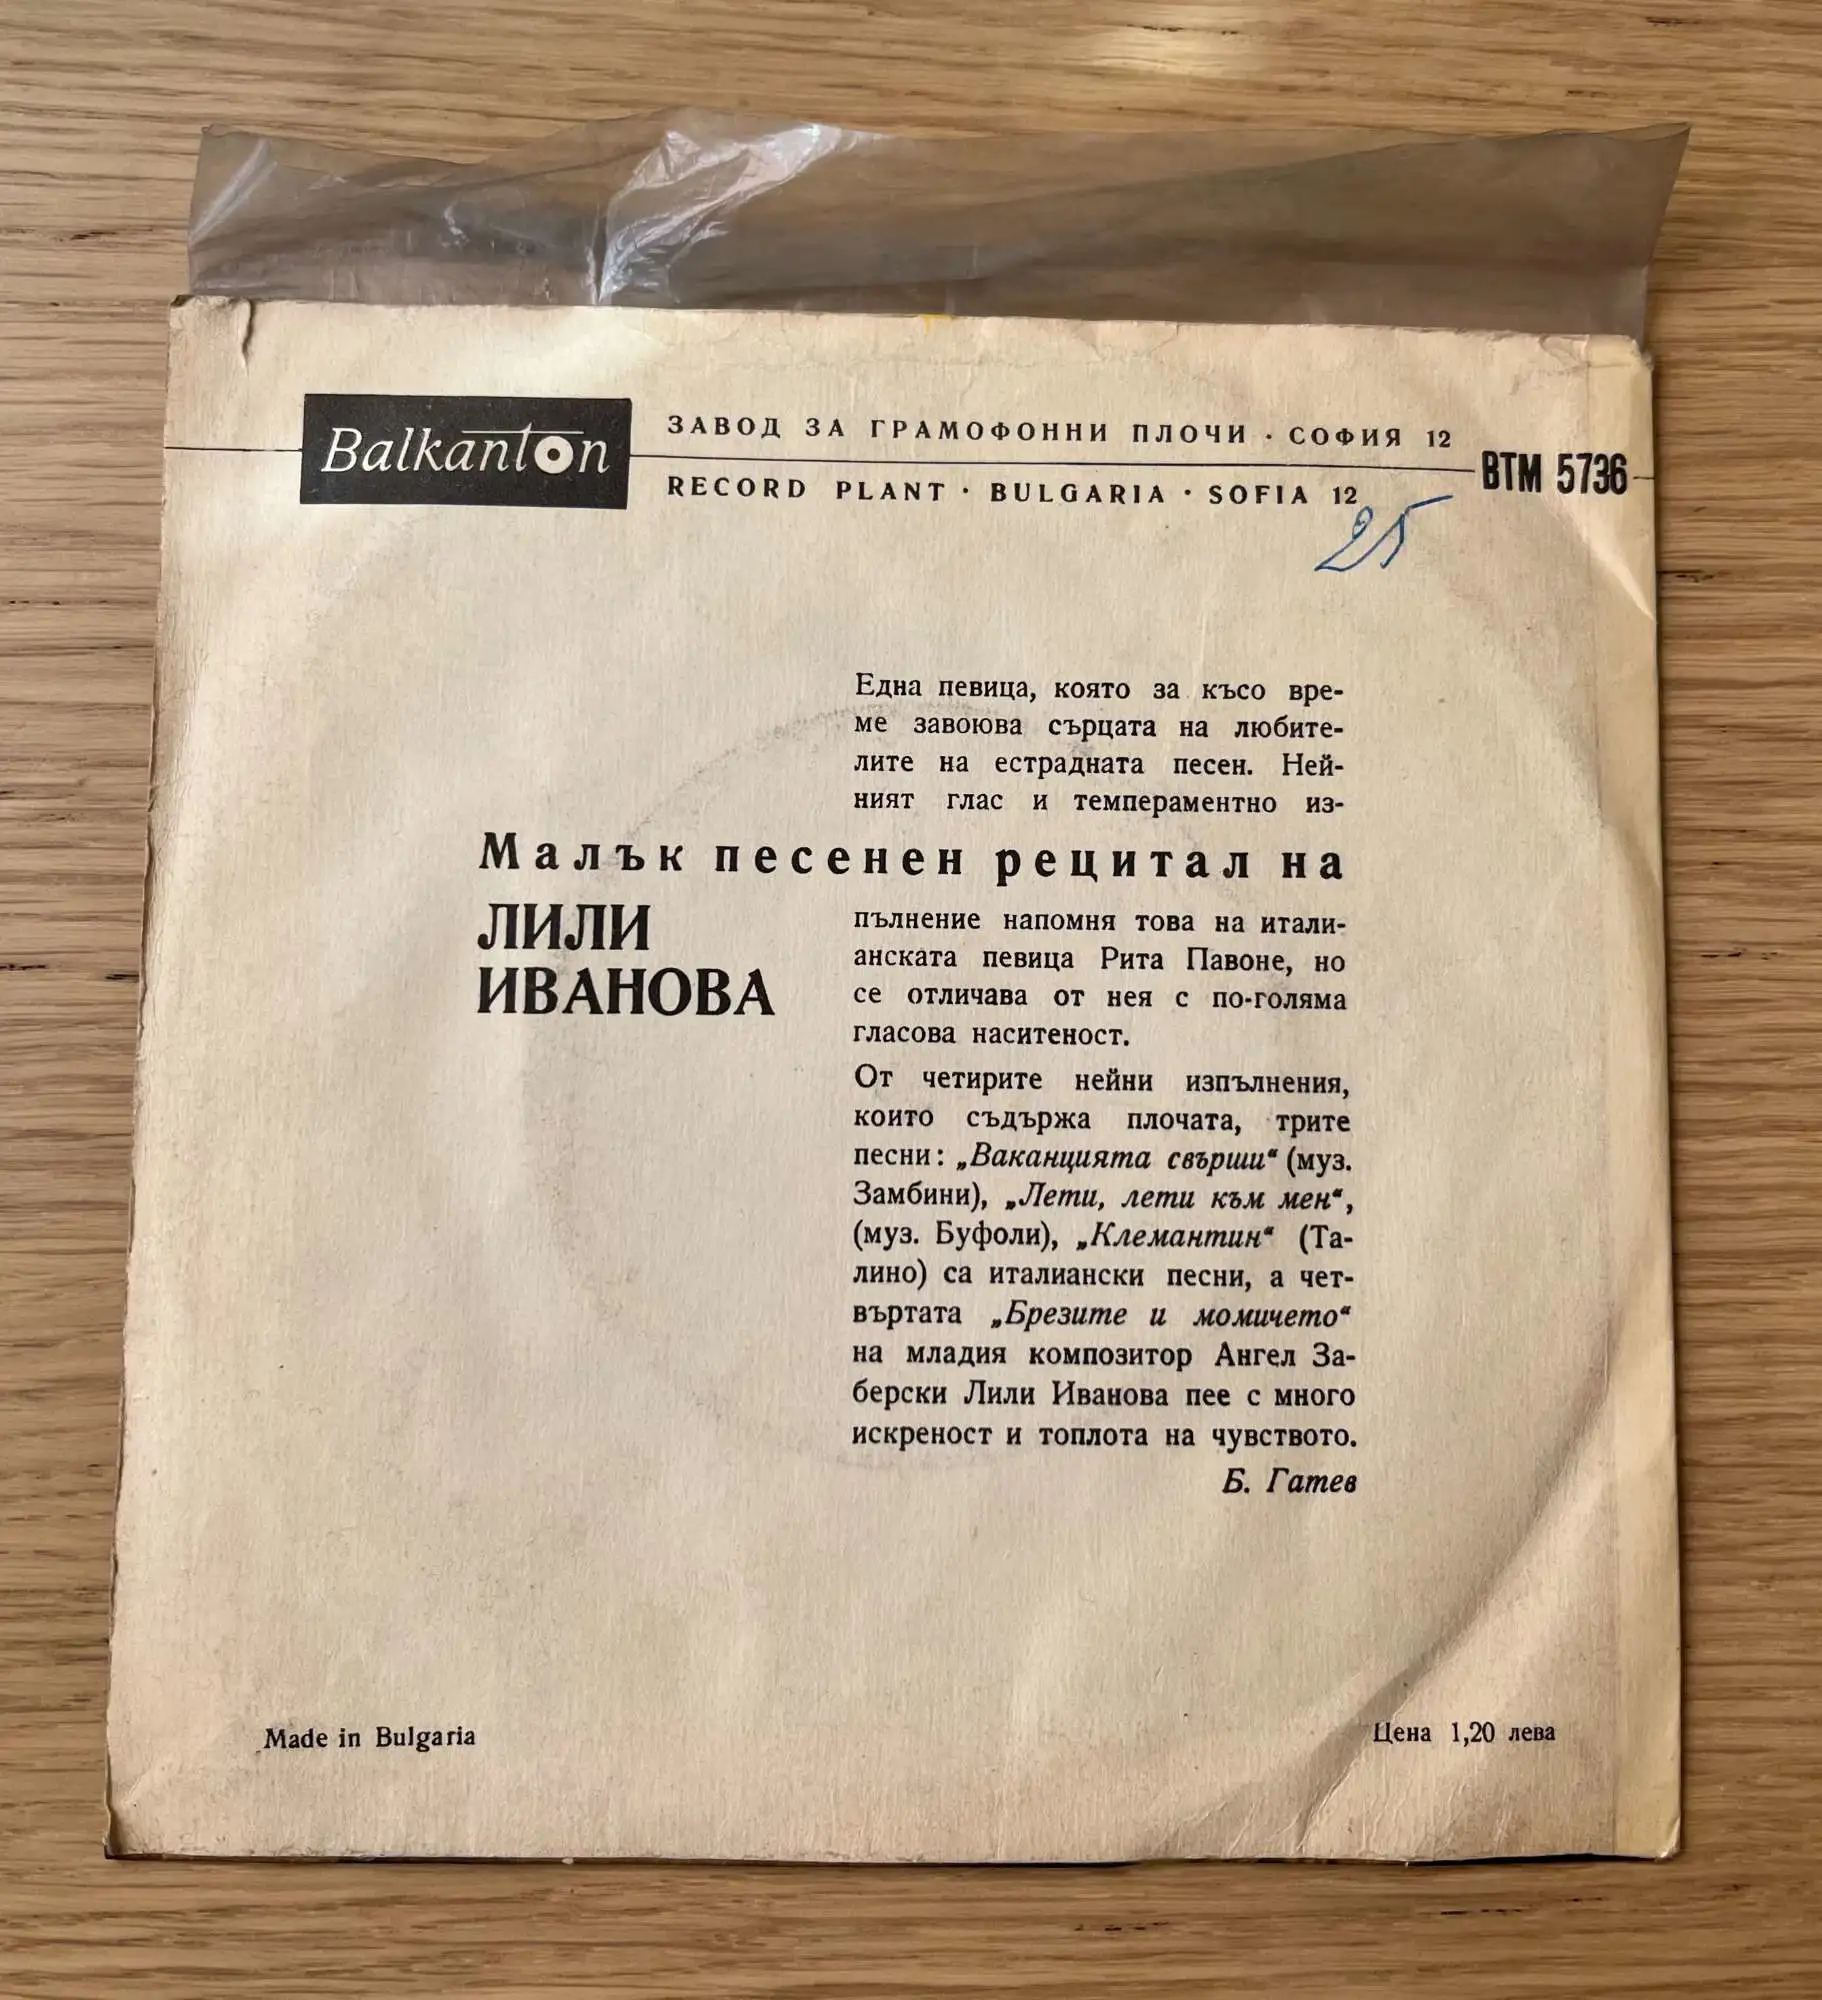 Balkanton
ЗАВОД ЗА ГРАМОФОННИ ПЛОЧИ · СОФИЯ 12
RECORD PLANT · BULGARIA · SOFIA 12
ВТМ 5736
25
Една певица, която за късо вре-
ме завоюва сърцата на любите-
лите на естрадната песен. Ней-
ният глас и темпераментно из-
Малък песенен рецитал на
ЛИЛИ
ИВАНОВА
пълнение напомня това на итали-
анската певица Рита Павоне, но
се отличава от нея с по-голяма
гласова наситеност.
От четирите нейни изпълнения,
които съдържа плочата, трите
песни: „Ваканцията свърши“ (муз.
Замбини), „Лети, лети към мен“,
(муз. Буфоли), „Клемантин“ (Та-
лино) са италиански песни, а чет-
въртата „Брезите и момичето“
на младия композитор Ангел За-
берски Лили Иванова пее с много
искреност и топлота на чувството.
Б. Гатев
Made in Bulgaria
Цена 1,20 лева